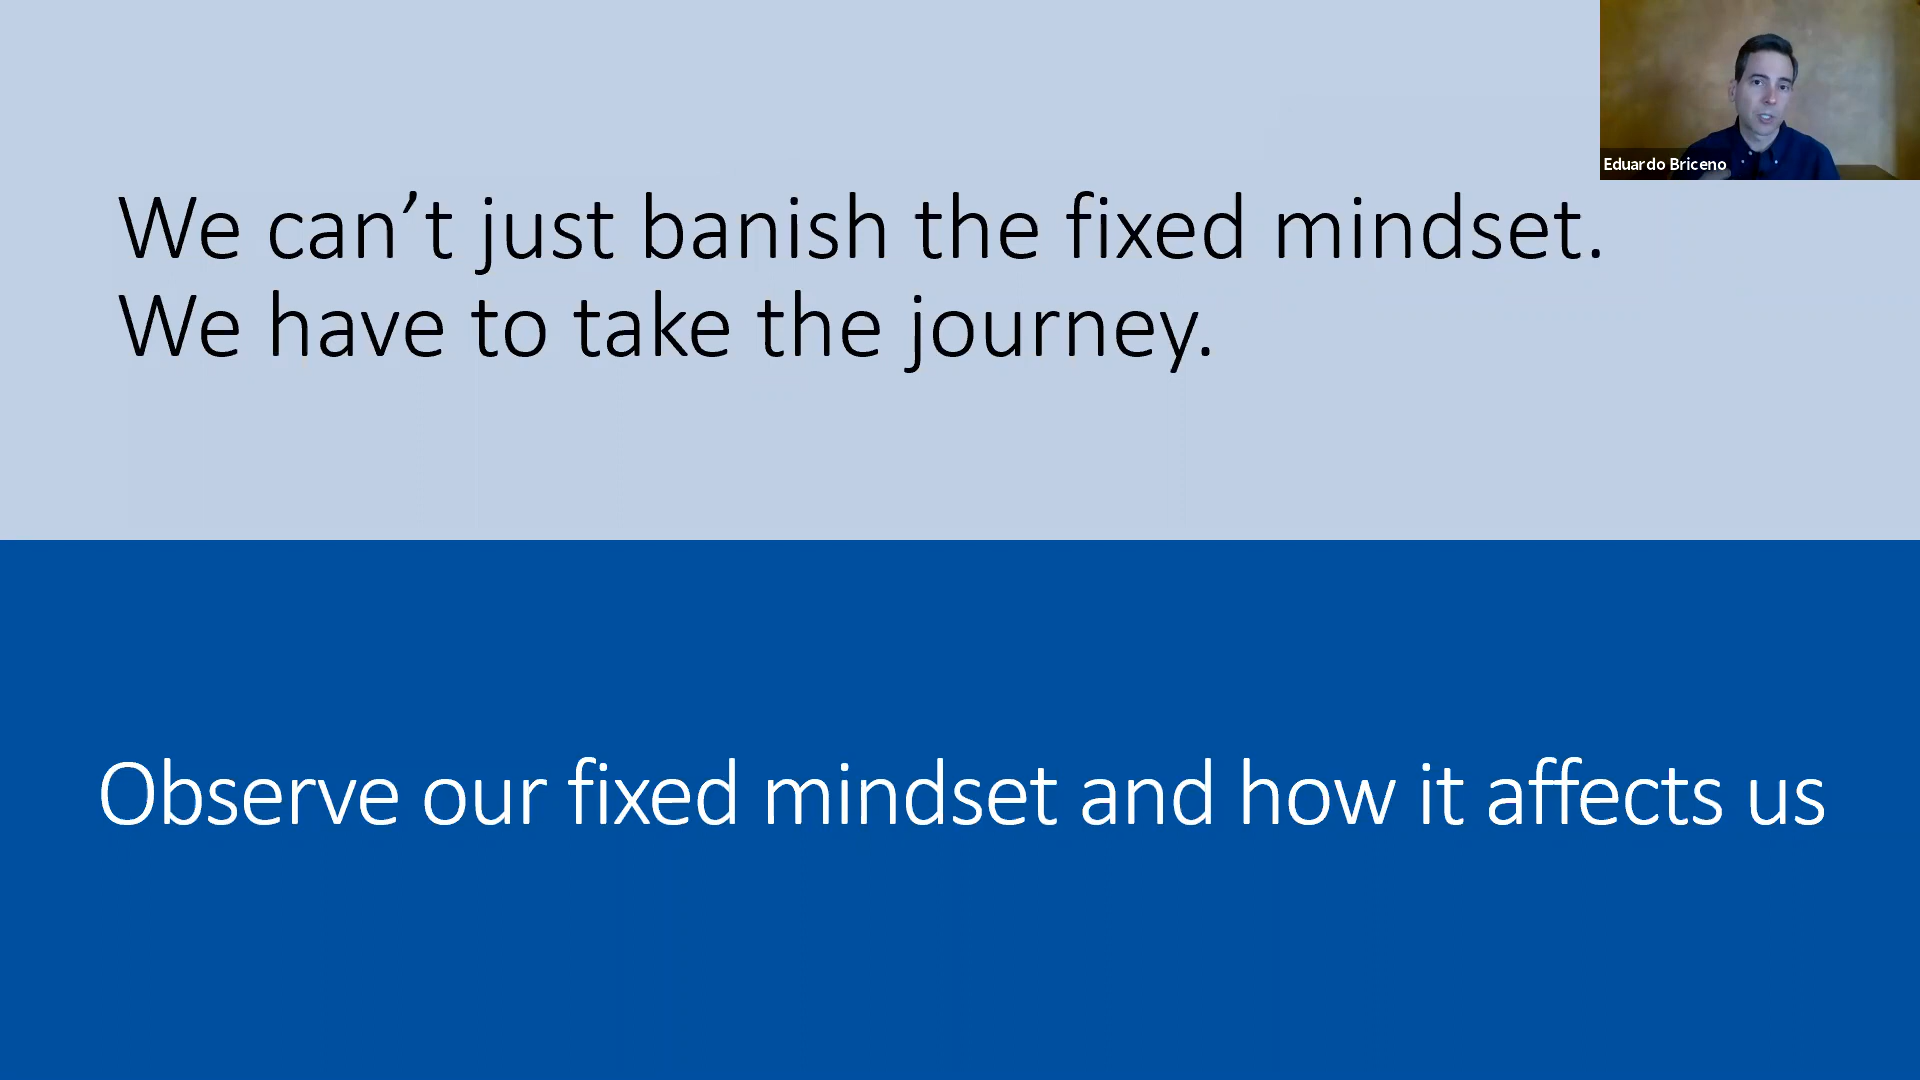 We can’t just banish the fixed mindset.
We have to take the journey.
Eduardo Briceno
Observe our fixed mindset and how it affects us